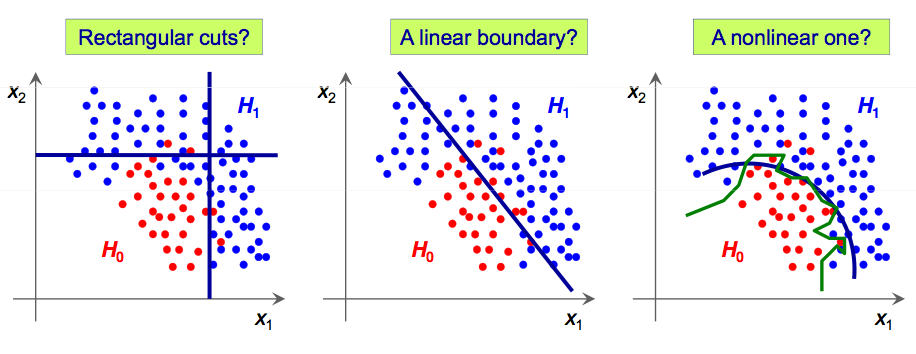 Rectangular cuts?
A linear boundary?
A nonlinear one?
x2
H1
H0
x1
x2
H1
H0
x1
x2
H1
H0
x1